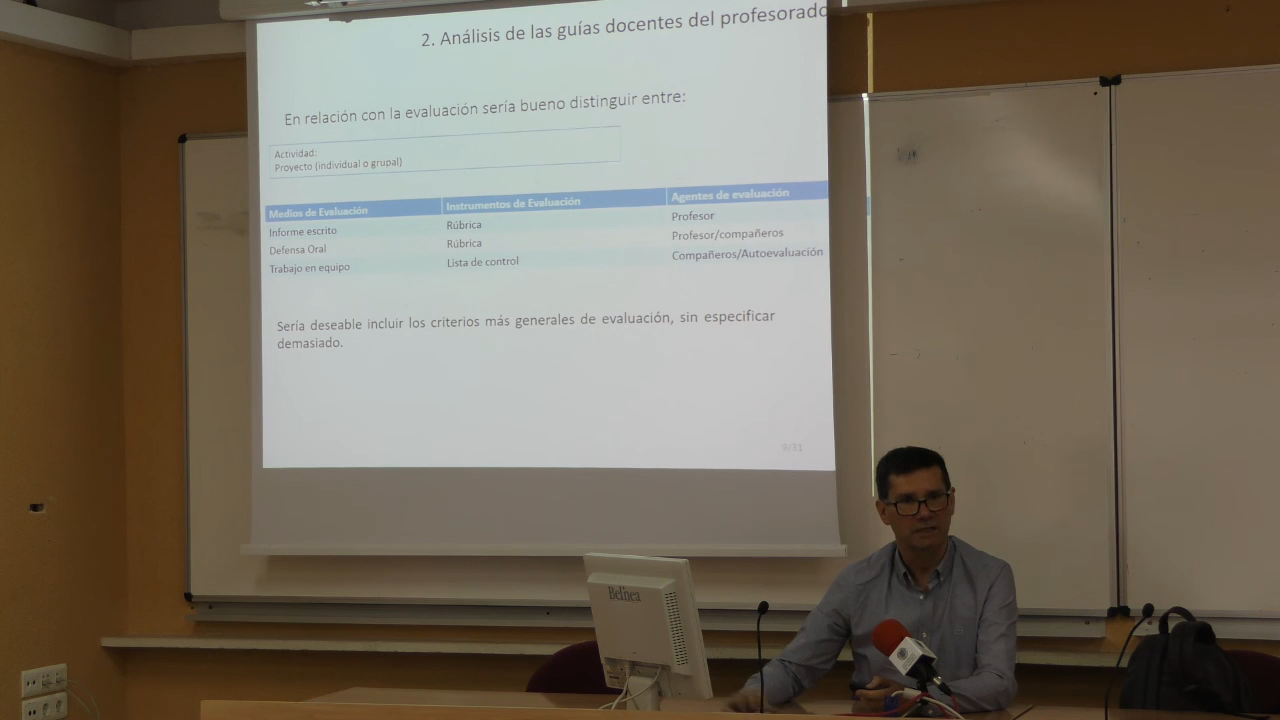 2. Análisis de las guías docentes del profesorado
En relación con la evaluación sería bueno distinguir entre:
Actividad:
Proyecto (individual o grupal)
Medios de Evaluación Instrumentos de Evaluación Agentes de evaluación
Informe escrito Rúbrica Profesor
Defensa Oral Rúbrica Profesor/compañeros
Trabajo en equipo Lista de control Compañeros/Autoevaluación
Sería deseable incluir los criterios más generales de evaluación, sin especificar
demasiado.
9/31
Belinea